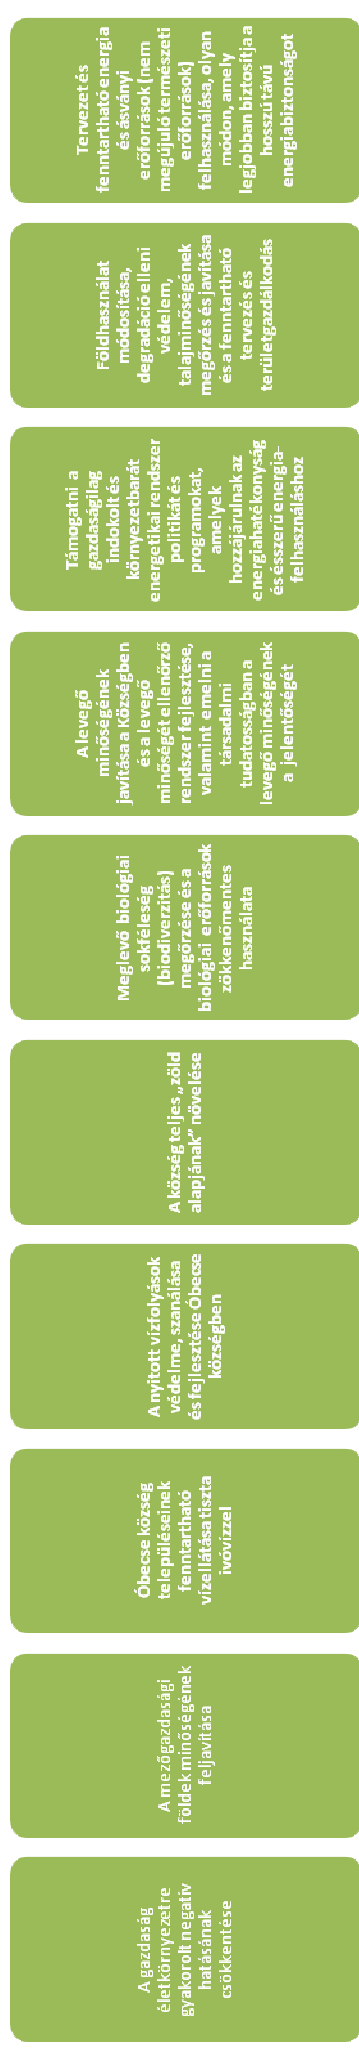 A gazdaság
életkörnyezetre
gyakorolt negatív
hatásának
csökkentése
A mezőgazdasági
földek minőségének
feljavítása
Óbecse község
településeinek
fenntartható
vízellátása tiszta
ivóvízzel
A nyitott vízfolyások
védelme, szanálása
és fejlesztése Óbecse
községben
A község teljes „zöld
alapjának” növelése
Meglevő biológiai
sokféleség
(biodiverzitás)
megőrzése és a
biológiai erőforrások
zökkenőmentes
használata
A levegő
minőségének
javítása a községben
és a levegő
minőségét ellenőrző
rendszer fejlesztése,
valamint emelni a
társadalmi
tudatosságban a
levegő minőségének
a jelentőségét
Támogatni a
gazdaságilag
indokolt és
környezetbarát
energetikai rendszer
politikát és
programokat,
amelyek
hozzájárulnak az
energiahatékonyság
és ésszerű energia-
felhasználáshoz
Földhasználat
módosítása,
degradáció elleni
védelem,
talajminőségének
megőrzés és javítása
és a fenntartható
tervezés és
területgazdálkodás
Tervezet és
fenntartható energia
és ásványi
erőforrások (nem
megújuló természeti
erőforrások)
felhasználása, olyan
módon, amely
legjobban biztosítja a
hosszú távú
energiabiztonságot